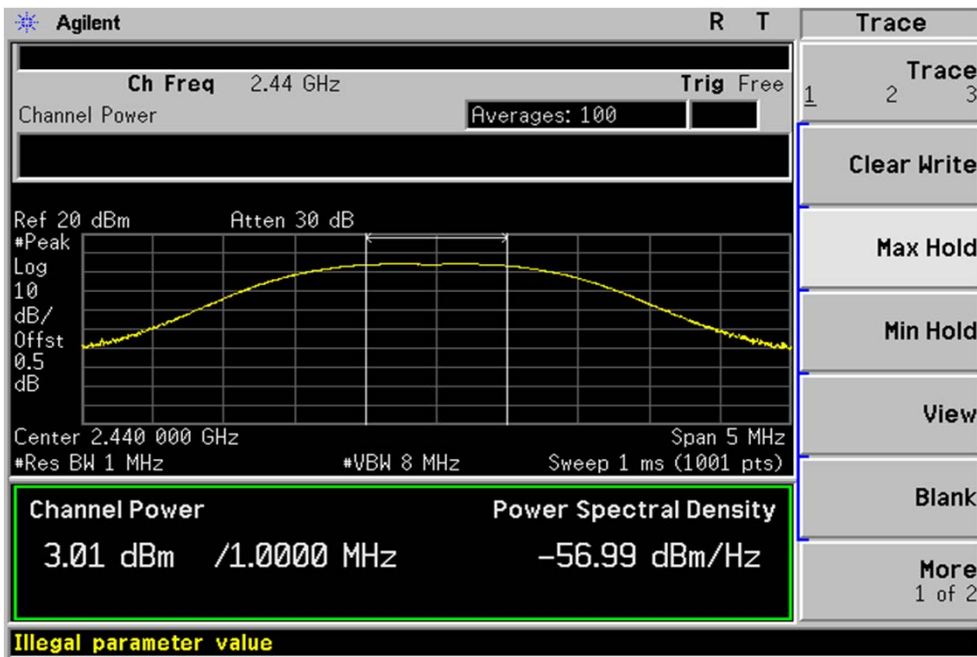 Agilent R T Trace
Ch Freq 2.44 GHz Trig Free
Channel Power Averages: 100
Ref 20 dBm Atten 30 dB
#Peak
Log
10
dB/
Offst
0.5
dB
Center 2.440 000 GHz Span 5 MHz
#Res BW 1 MHz #VBW 8 MHz Sweep 1 ms (1001 pts)
Channel Power Power Spectral Density
3.01 dBm /1.0000 MHz -56.99 dBm/Hz
Illegal parameter value
Trace
1 2 3
Clear Write
Max Hold
Min Hold
View
Blank
More
1 of 2